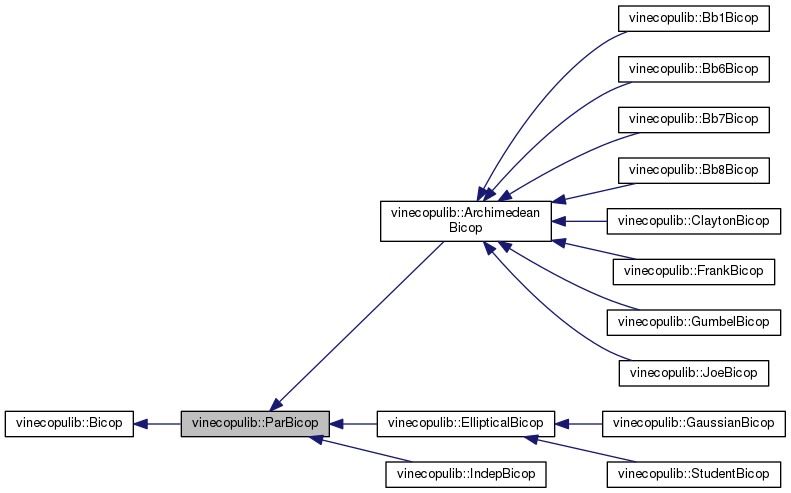 vinecopulib::Bb1Bicop
vinecopulib::Bb6Bicop
vinecopulib::Bb7Bicop
vinecopulib::Bb8Bicop
vinecopulib::Archimedean
Bicop
vinecopulib::ClaytonBicop
vinecopulib::FrankBicop
vinecopulib::GumbelBicop
vinecopulib::JoeBicop
vinecopulib::Bicop
vinecopulib::ParBicop
vinecopulib::EllipticalBicop
vinecopulib::GaussianBicop
vinecopulib::IndepBicop
vinecopulib::StudentBicop